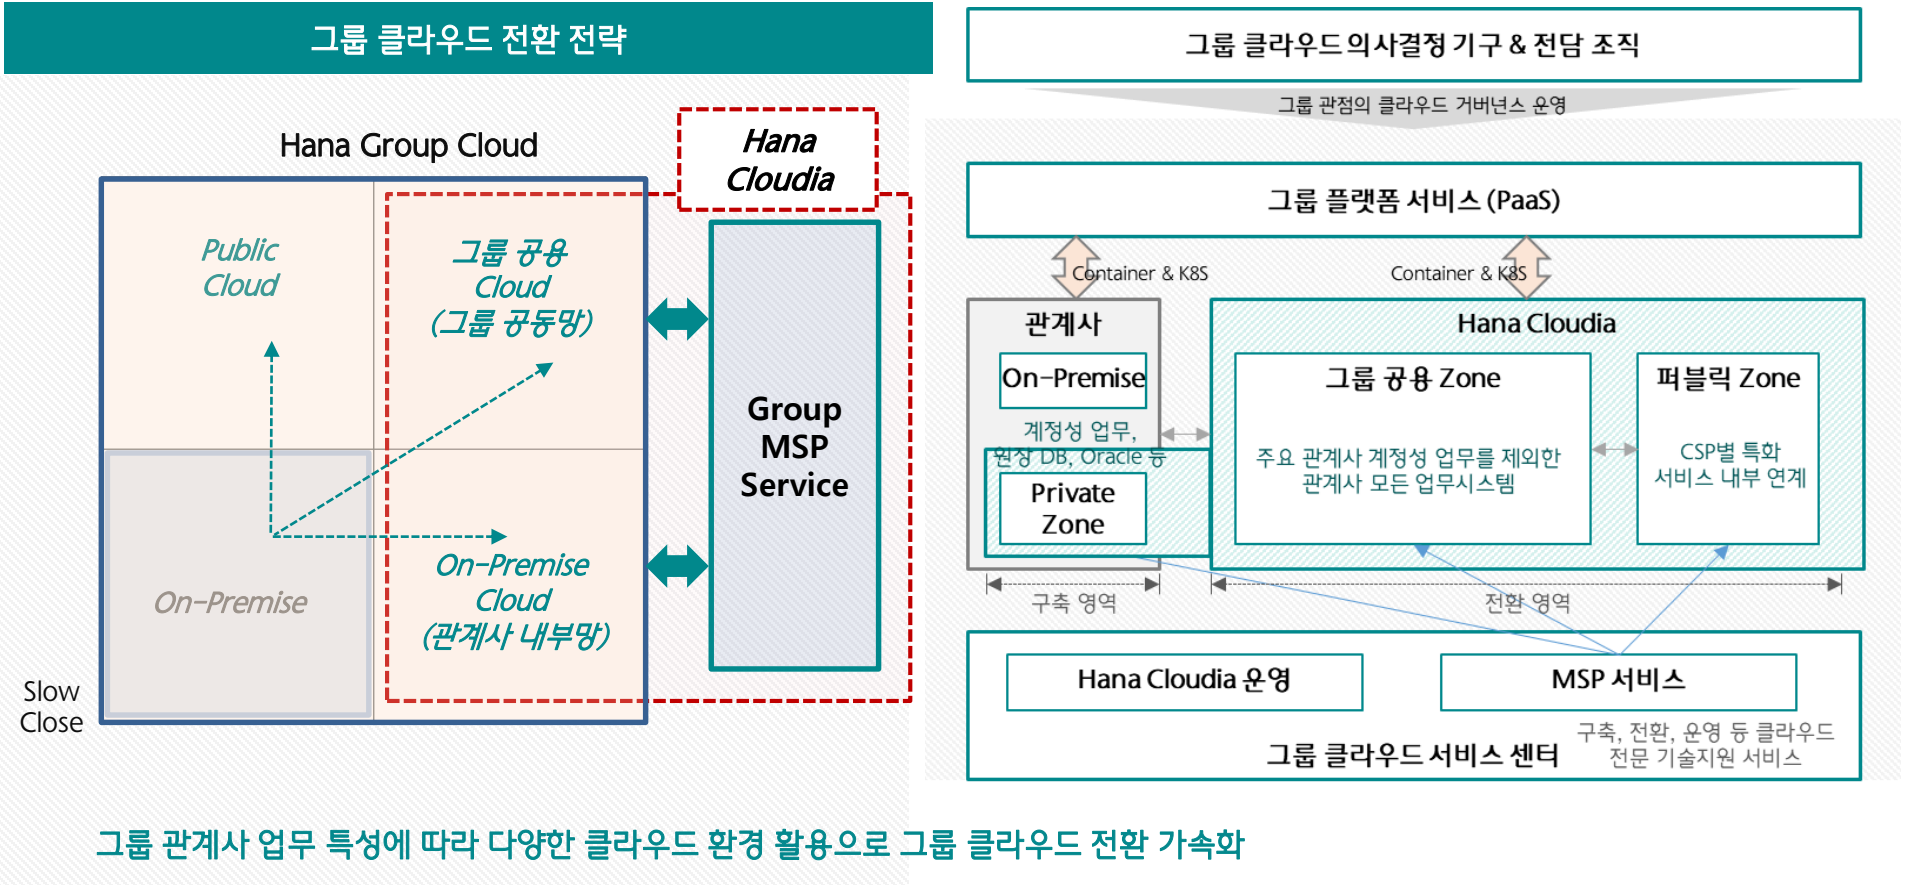 그룹 클라우드 전환 전략
Hana Group Cloud
Hana
Cloudia
Public
Cloud
그룹 공용
Cloud
(그룹 공동망)
Group
MSP
Service
On-Premise
On-Premise
Cloud
(관계사 내부망)
Slow
Close
그룹 클라우드 의사결정 기구 & 전담 조직
그룹 관점의 클라우드 거버넌스 운영
그룹 플랫폼 서비스 (PaaS)
Container & K8S
Container & K8S
관계사
On-Premise
계정성 업무,
원장 DB, Oracle 등
Private
Zone
Hana Cloudia
그룹 공용 Zone
주요 관계사 계정성 업무를 제외한
관계사 모든 업무시스템
퍼블릭 Zone
CSP별 특화
서비스 내부 연계
구축 영역
전환 영역
Hana Cloudia 운영
MSP 서비스
구축, 전환, 운영 등 클라우드
전문 기술지원 서비스
그룹 클라우드 서비스 센터
그룹 관계사 업무 특성에 따라 다양한 클라우드 환경 활용으로 그룹 클라우드 전환 가속화